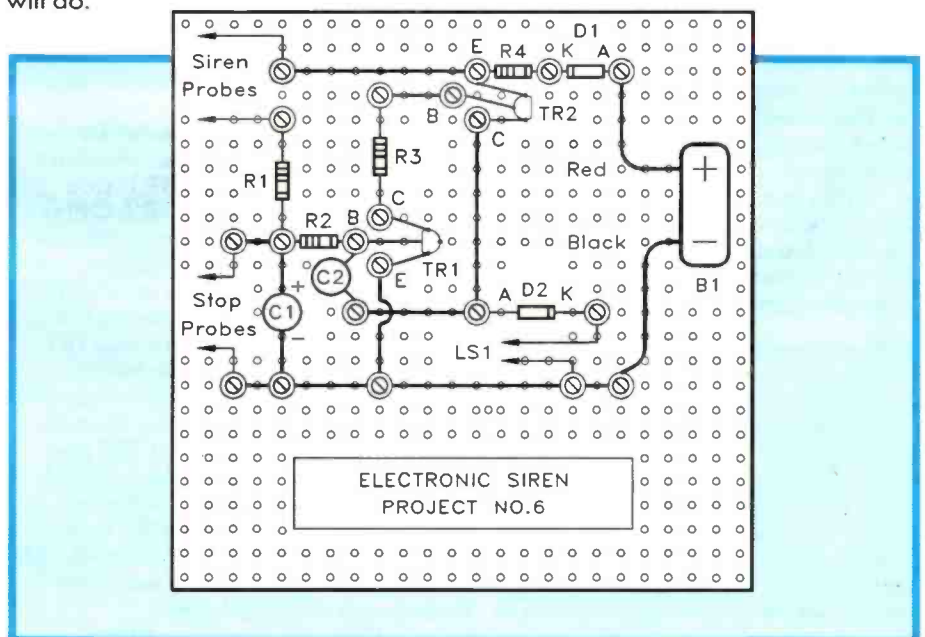 will do.
D1
E R4 K A
Siren
Probes
B
TR2
C
R3
Red
+
R1
C
R2 B
Black
−
TR1
E
C2
B1
+
A D2 K
Stop
Probes
C1
−
LS1
ELECTRONIC SIREN
PROJECT NO.6